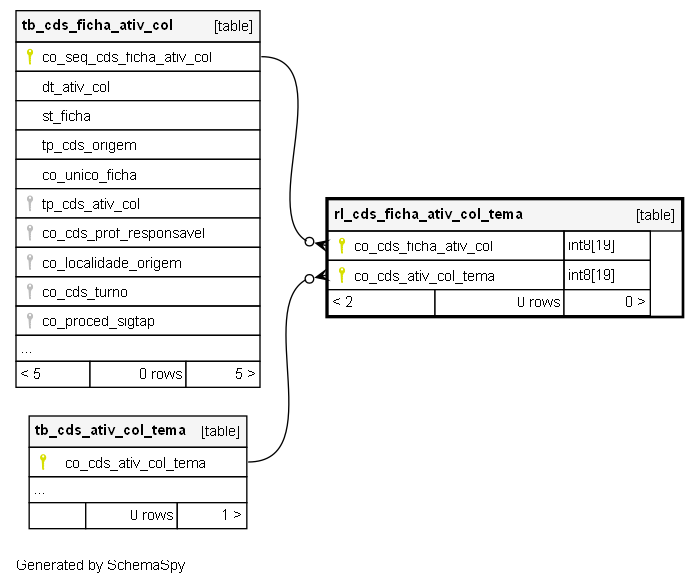 tb_cds_ficha_ativ_col [table]
co_seq_cds_ficha_ativ_col
dt_ativ_col
st_ficha
tp_cds_origem
co_unico_ficha
tp_cds_ativ_col
co_cds_prof_responsavel
co_localidade_origem
co_cds_turno
co_proced_sigtap
...
< 5 0 rows 5 >
rl_cds_ficha_ativ_col_tema [table]
co_cds_ficha_ativ_col int8[19]
co_cds_ativ_col_tema int8[19]
< 2 0 rows 0 >
tb_cds_ativ_col_tema [table]
co_cds_ativ_col_tema
...
0 rows 1 >
Generated by SchemaSpy